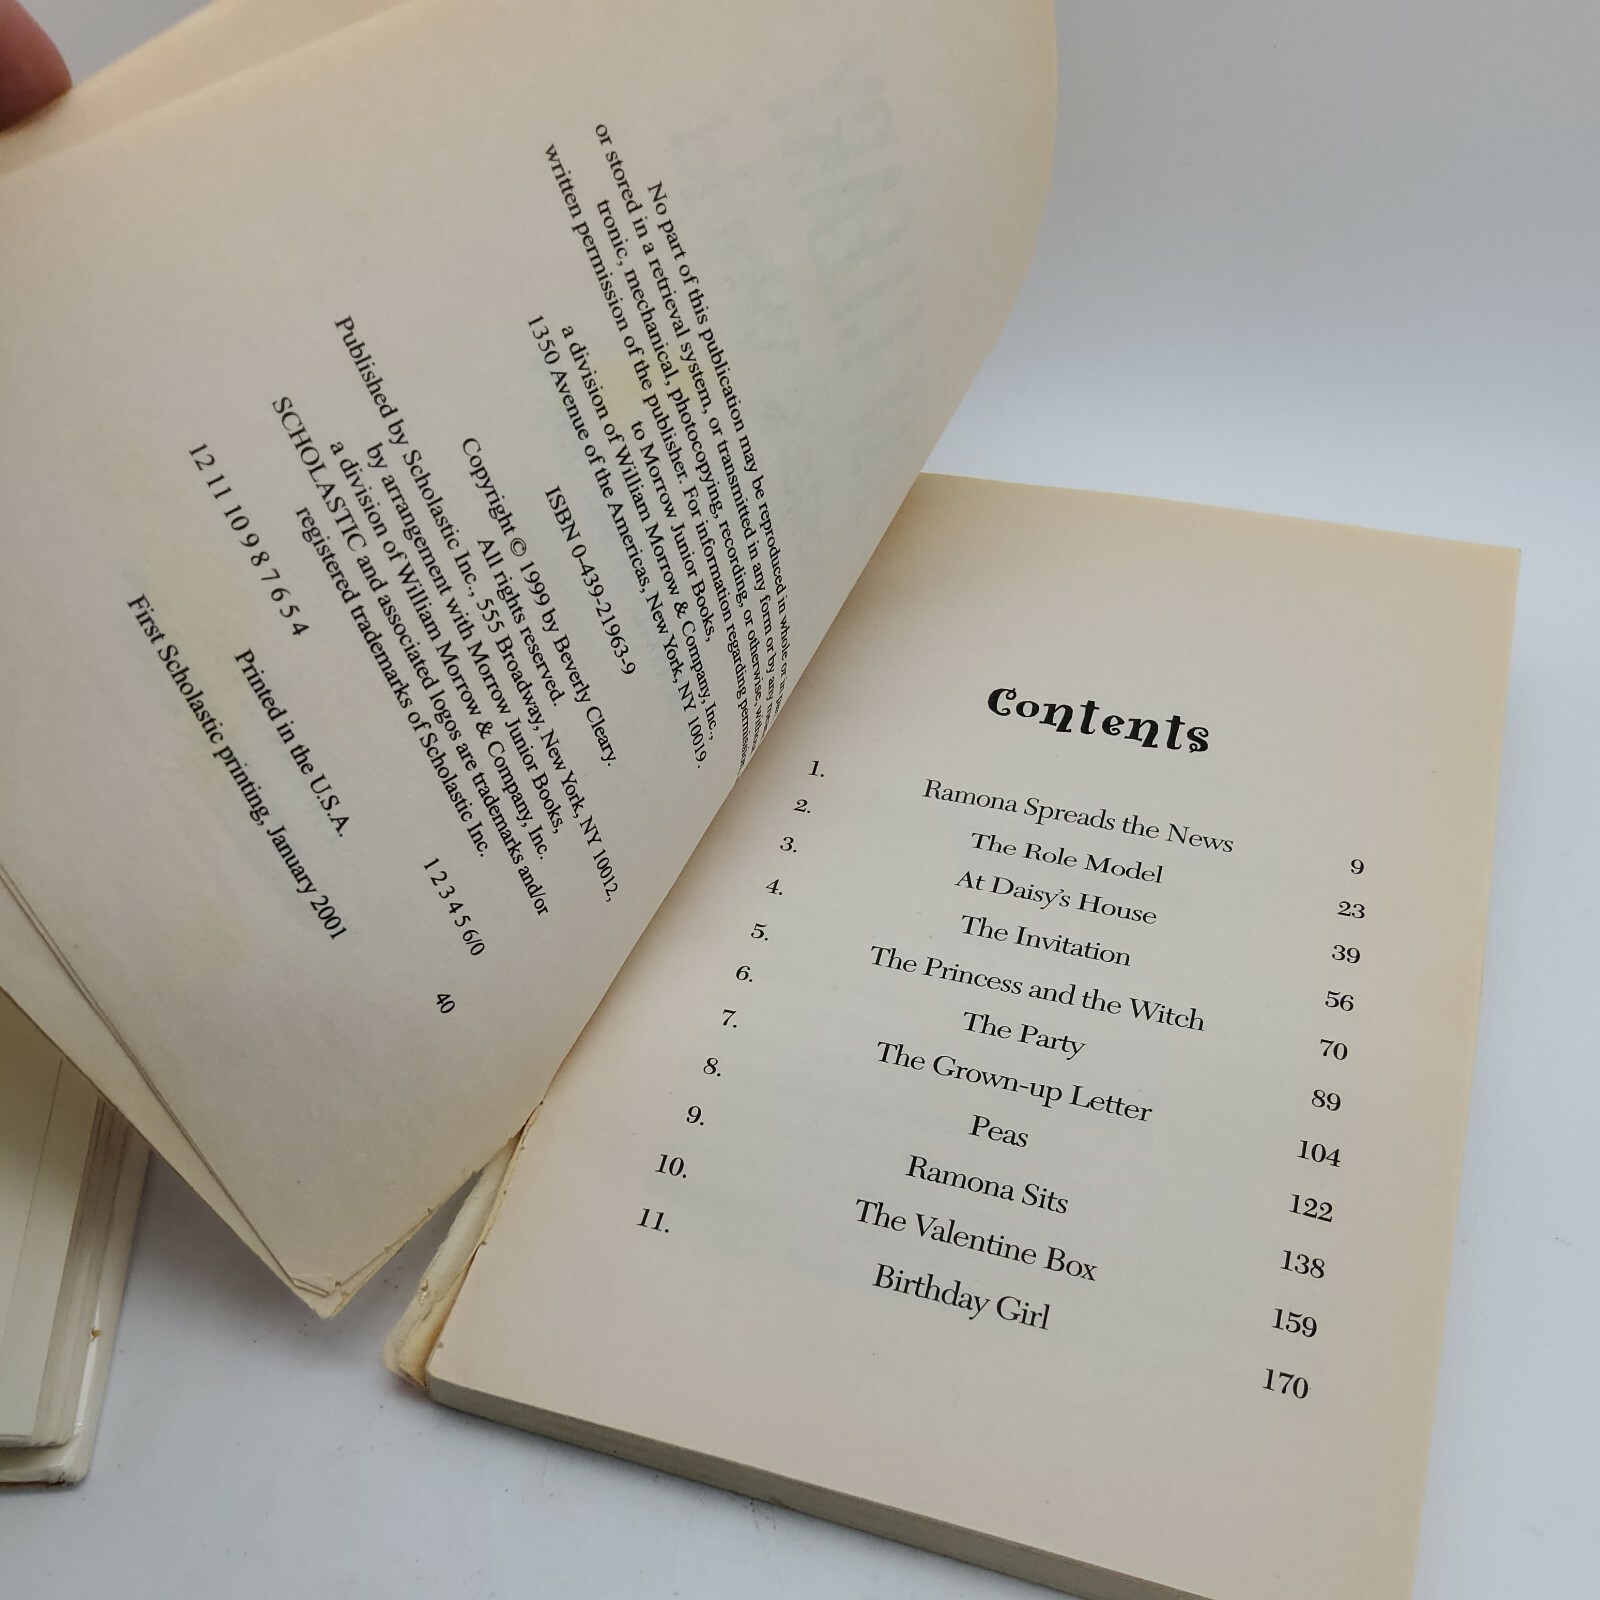 No part of this publication may be reproduced in whole or in
or stored in a retrieval system, or transmitted in any form or by any
tronic, mechanical, photocopying, recording, or otherwise, without
written permission of the publisher. For information regarding permission
to Morrow Junior Books,
a division of William Morrow & Company, Inc.,
1350 Avenue of the Americas, New York, NY 10019.
ISBN 0-439-21963-9
Copyright © 1999 by Beverly Cleary.
All rights reserved.
Published by Scholastic Inc., 555 Broadway, New York, NY 10012,
by arrangement with Morrow Junior Books,
a division of William Morrow & Company, Inc.
SCHOLASTIC and associated logos are trademarks and/or
registered trademarks of Scholastic Inc.
12 11 10 9 8 7 6 5 4 1 2 3 4 5 6/0
Printed in the U.S.A. 40
First Scholastic printing, January 2001
Contents
1. Ramona Spreads the News 9
2. The Role Model 23
3. At Daisy's House 39
4. The Invitation 56
5. The Princess and the Witch 70
6. The Party 89
7. The Grown-up Letter 104
8. Peas 122
9. Ramona Sits 138
10. The Valentine Box 159
11. Birthday Girl 170